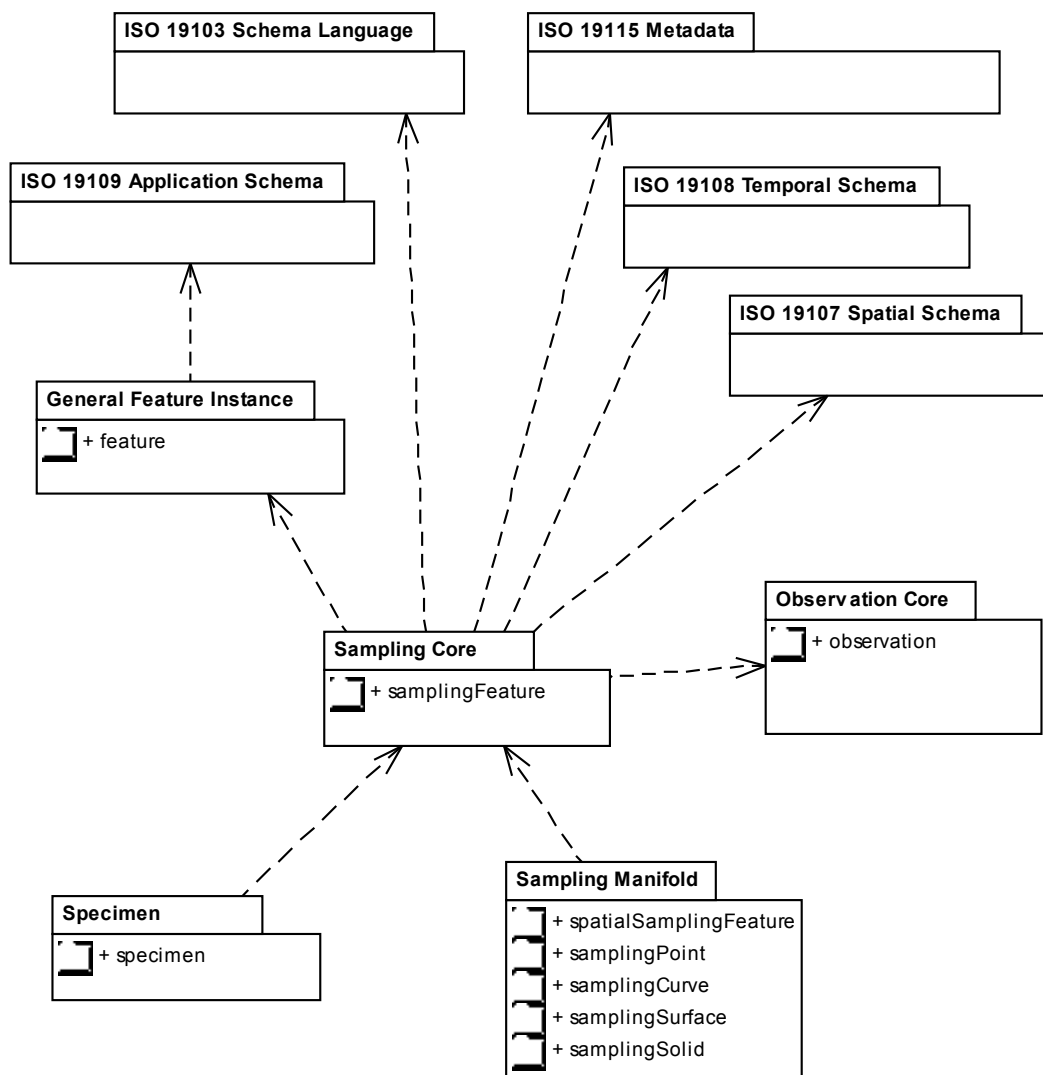 ISO 19103 Schema Language
ISO 19115 Metadata
ISO 19109 Application Schema
ISO 19108 Temporal Schema
ISO 19107 Spatial Schema
General Feature Instance
+ feature
Observation Core
+ observation
Sampling Core
+ samplingFeature
Sampling Manifold
+ spatialSamplingFeature
+ samplingPoint
+ samplingCurve
+ samplingSurface
+ samplingSolid
Specimen
+ specimen